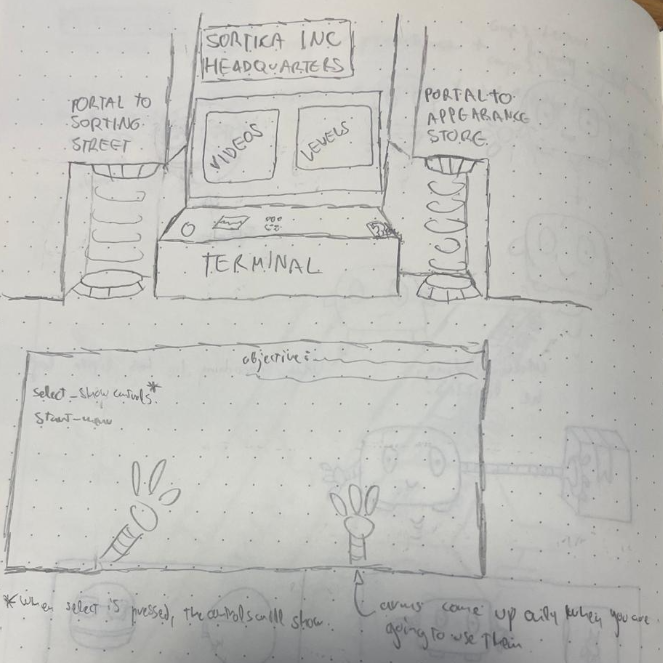 SORTIKA INC
HEADQUARTERS
PORTAL TO
SORTING
STREET
PORTAL TO
APPEARANCE
STORE
VIDEOS
LEVELS
TERMINAL
objective:
select - show controls*
Start - menu
*When select is pressed, the controls will show.
arms come up only when you are
going to use them